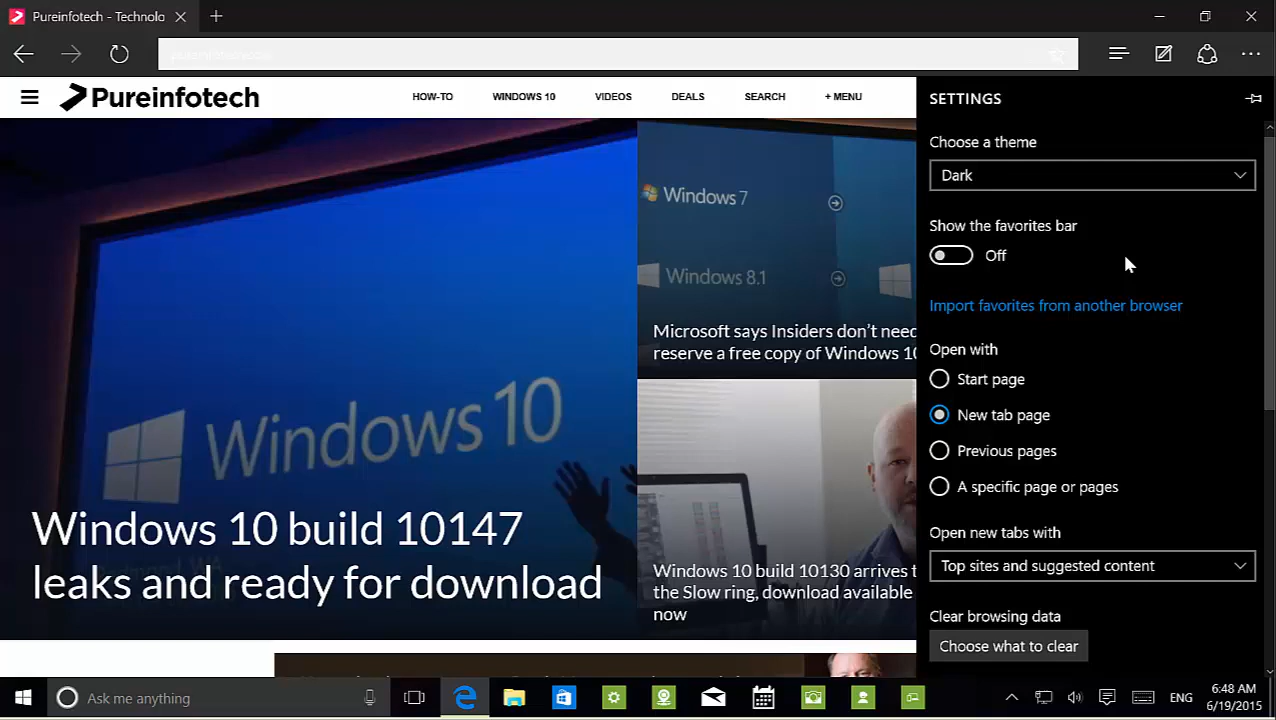 Pureinfotech - Technolo
Pureinfotech
HOW-TO
WINDOWS 10
VIDEOS
DEALS
SEARCH
+ MENU
Windows 10
Windows 10 build 10147
leaks and ready for download
Windows 7
Windows 8.1
Microsoft says Insiders don't need
reserve a free copy of Windows 10
Windows 10 build 10130 arrives t
the Slow ring, download available
now
SETTINGS
Choose a theme
Dark
Show the favorites bar
Off
Import favorites from another browser
Open with
Start page
New tab page
Previous pages
A specific page or pages
Open new tabs with
Top sites and suggested content
Clear browsing data
Choose what to clear
Ask me anything
ENG
6:48 AM
6/19/2015